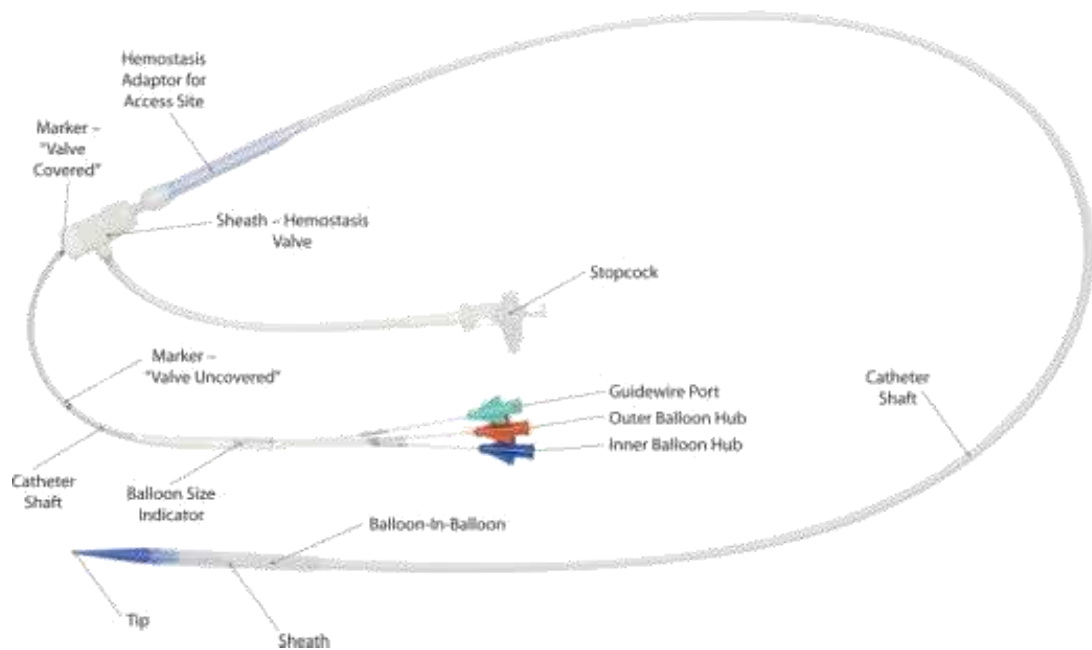 Hemostasis
Adaptor for
Access Site
Marker –
"Valve
Covered"
Sheath – Hemostasis
Valve
Stopcock
Marker –
"Valve Uncovered"
Guidewire Port
Outer Balloon Hub
Inner Balloon Hub
Catheter
Shaft
Catheter
Shaft
Balloon Size
Indicator
Balloon-In-Balloon
Tip
Sheath